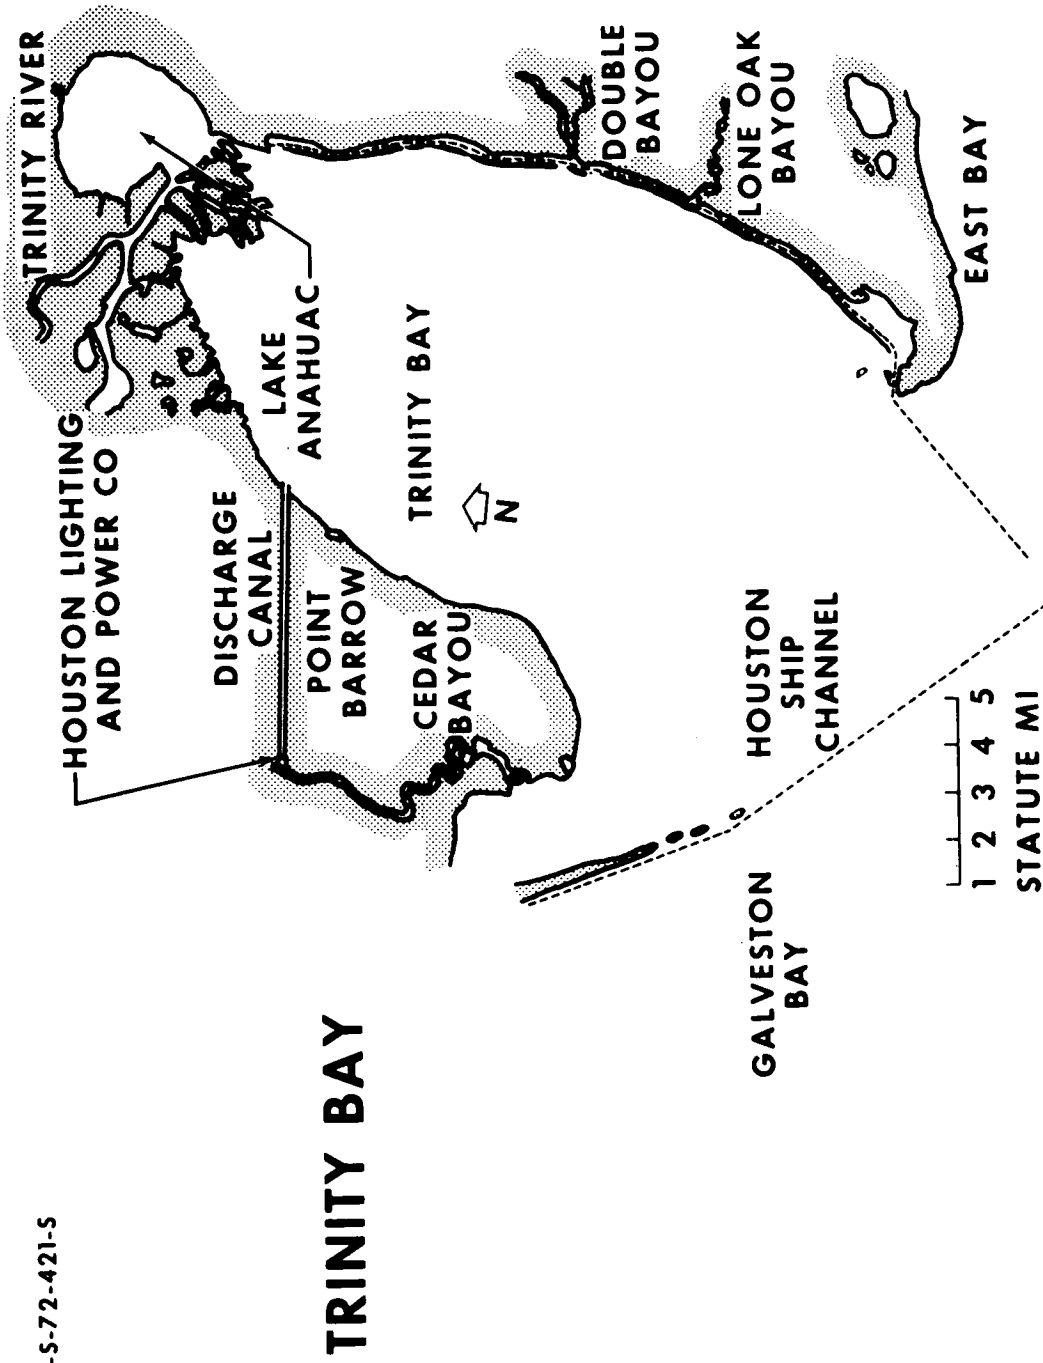 -S-72-421-S
TRINITY BAY
HOUSTON LIGHTING
AND POWER CO
TRINITY RIVER
DISCHARGE
CANAL
LAKE
ANAHUAC
POINT
BARROW
TRINITY BAY
CEDAR
BAYOU
N
DOUBLE
BAYOU
LONE OAK
BAYOU
EAST BAY
GALVESTON
BAY
HOUSTON
SHIP
CHANNEL
1 2 3 4 5
STATUTE MI